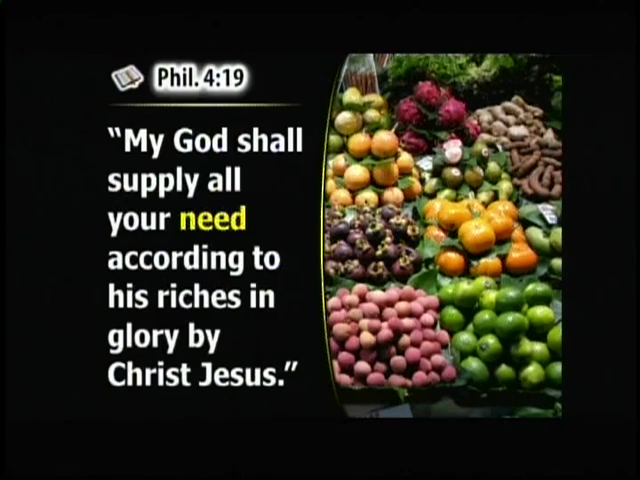 Phil. 4:19
“My God shall
supply all
your need
according to
his riches in
glory by
Christ Jesus.”